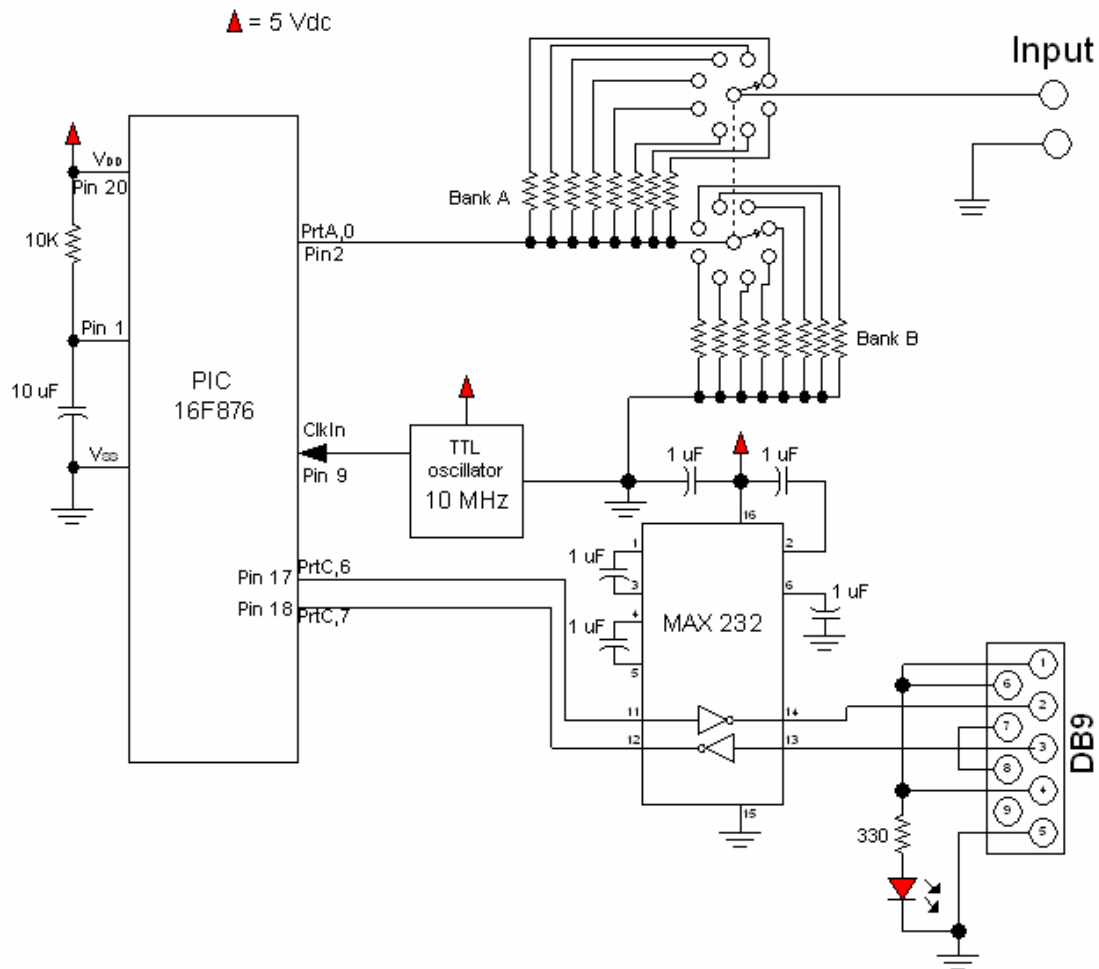 = 5 Vdc
Input
VDD
Pin 20
10K
Pin 1
10 uF
VSS
PIC
16F876
PrtA,0
Pin2
Bank A
Bank B
ClkIn
Pin 9
TTL
oscillator
10 MHz
1 uF
1 uF
16
1
2
1 uF
3
6
1 uF
4
1 uF
5
MAX 232
Pin 17
PrtC,6
Pin 18
PrtC,7
11
14
12
13
15
1
6
2
7
3
8
4
9
5
DB9
330